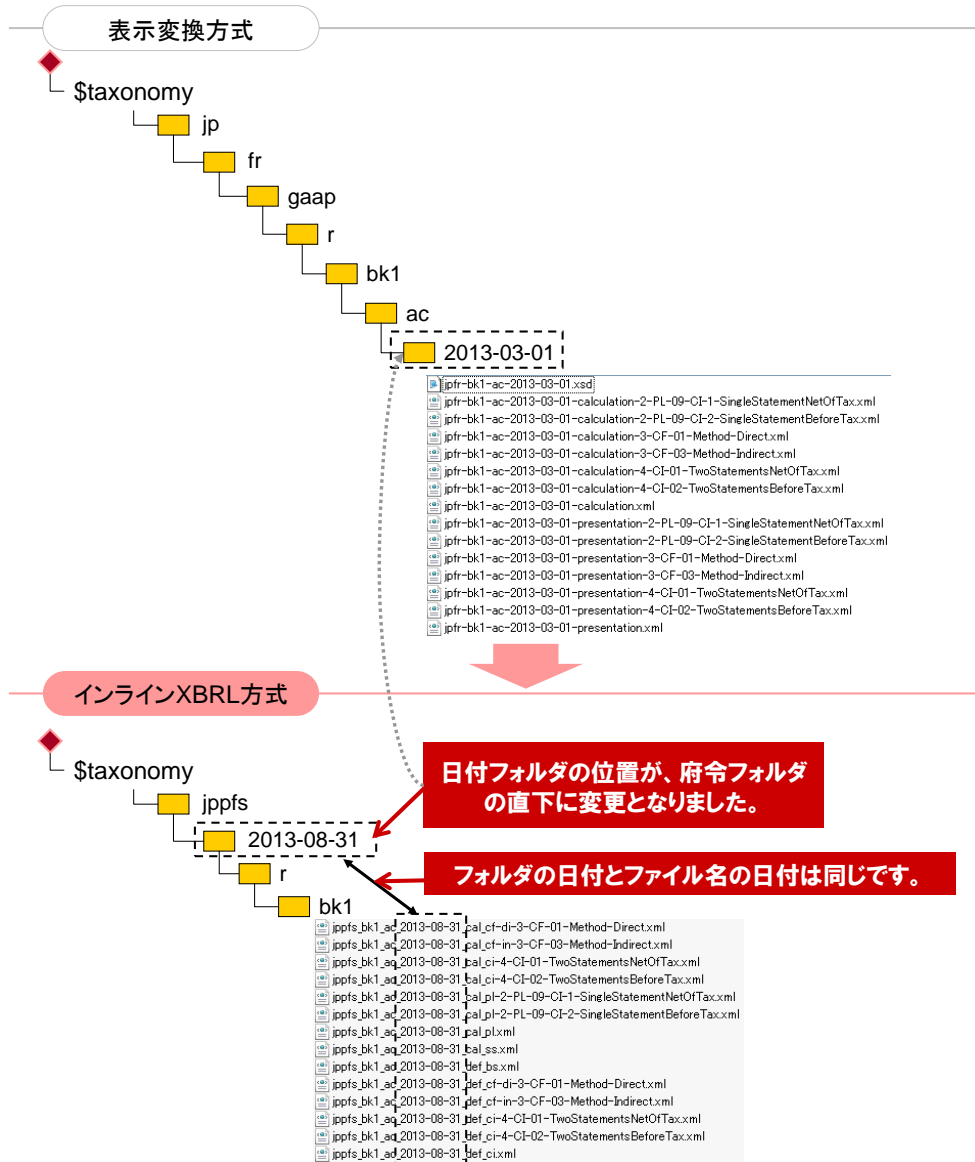 表示変換方式
$taxonomy
jp
fr
gaap
r
bk1
ac
2013-03-01
jpfr-bk1-ac-2013-03-01.xsd
jpfr-bk1-ac-2013-03-01-calculation-2-PL-09-CI-1-SingleStatementNetOfTax.xml
jpfr-bk1-ac-2013-03-01-calculation-2-PL-09-CI-2-SingleStatementBeforeTax.xml
jpfr-bk1-ac-2013-03-01-calculation-3-CF-01-Method-Direct.xml
jpfr-bk1-ac-2013-03-01-calculation-3-CF-03-Method-Indirect.xml
jpfr-bk1-ac-2013-03-01-calculation-4-CI-01-TwoStatementsNetOfTax.xml
jpfr-bk1-ac-2013-03-01-calculation-4-CI-02-TwoStatementsBeforeTax.xml
jpfr-bk1-ac-2013-03-01-calculation.xml
jpfr-bk1-ac-2013-03-01-presentation-2-PL-09-CI-1-SingleStatementNetOfTax.xml
jpfr-bk1-ac-2013-03-01-presentation-2-PL-09-CI-2-SingleStatementBeforeTax.xml
jpfr-bk1-ac-2013-03-01-presentation-3-CF-01-Method-Direct.xml
jpfr-bk1-ac-2013-03-01-presentation-3-CF-03-Method-Indirect.xml
jpfr-bk1-ac-2013-03-01-presentation-4-CI-01-TwoStatementsNetOfTax.xml
jpfr-bk1-ac-2013-03-01-presentation-4-CI-02-TwoStatementsBeforeTax.xml
jpfr-bk1-ac-2013-03-01-presentation.xml
インラインXBRL方式
$taxonomy
jppfs
2013-08-31
r
bk1
日付フォルダの位置が、府令フォルダ
の直下に変更となりました。
フォルダの日付とファイル名の日付は同じです。
jppfs_bk1_ac_2013-08-31_cal_cf-di-3-CF-01-Method-Direct.xml
jppfs_bk1_ac_2013-08-31_cal_cf-in-3-CF-03-Method-Indirect.xml
jppfs_bk1_ac_2013-08-31_cal_ci-4-CI-01-TwoStatementsNetOfTax.xml
jppfs_bk1_ac_2013-08-31_cal_ci-4-CI-02-TwoStatementsBeforeTax.xml
jppfs_bk1_ac_2013-08-31_cal_pl-2-PL-09-CI-1-SingleStatementNetOfTax.xml
jppfs_bk1_ac_2013-08-31_cal_pl-2-PL-09-CI-2-SingleStatementBeforeTax.xml
jppfs_bk1_ac_2013-08-31_cal_pl.xml
jppfs_bk1_ac_2013-08-31_cal_ss.xml
jppfs_bk1_ac_2013-08-31_def_bs.xml
jppfs_bk1_ac_2013-08-31_def_cf-di-3-CF-01-Method-Direct.xml
jppfs_bk1_ac_2013-08-31_def_cf-in-3-CF-03-Method-Indirect.xml
jppfs_bk1_ac_2013-08-31_def_ci-4-CI-01-TwoStatementsNetOfTax.xml
jppfs_bk1_ac_2013-08-31_def_ci-4-CI-02-TwoStatementsBeforeTax.xml
jppfs_bk1_ac_2013-08-31_def_ci.xml